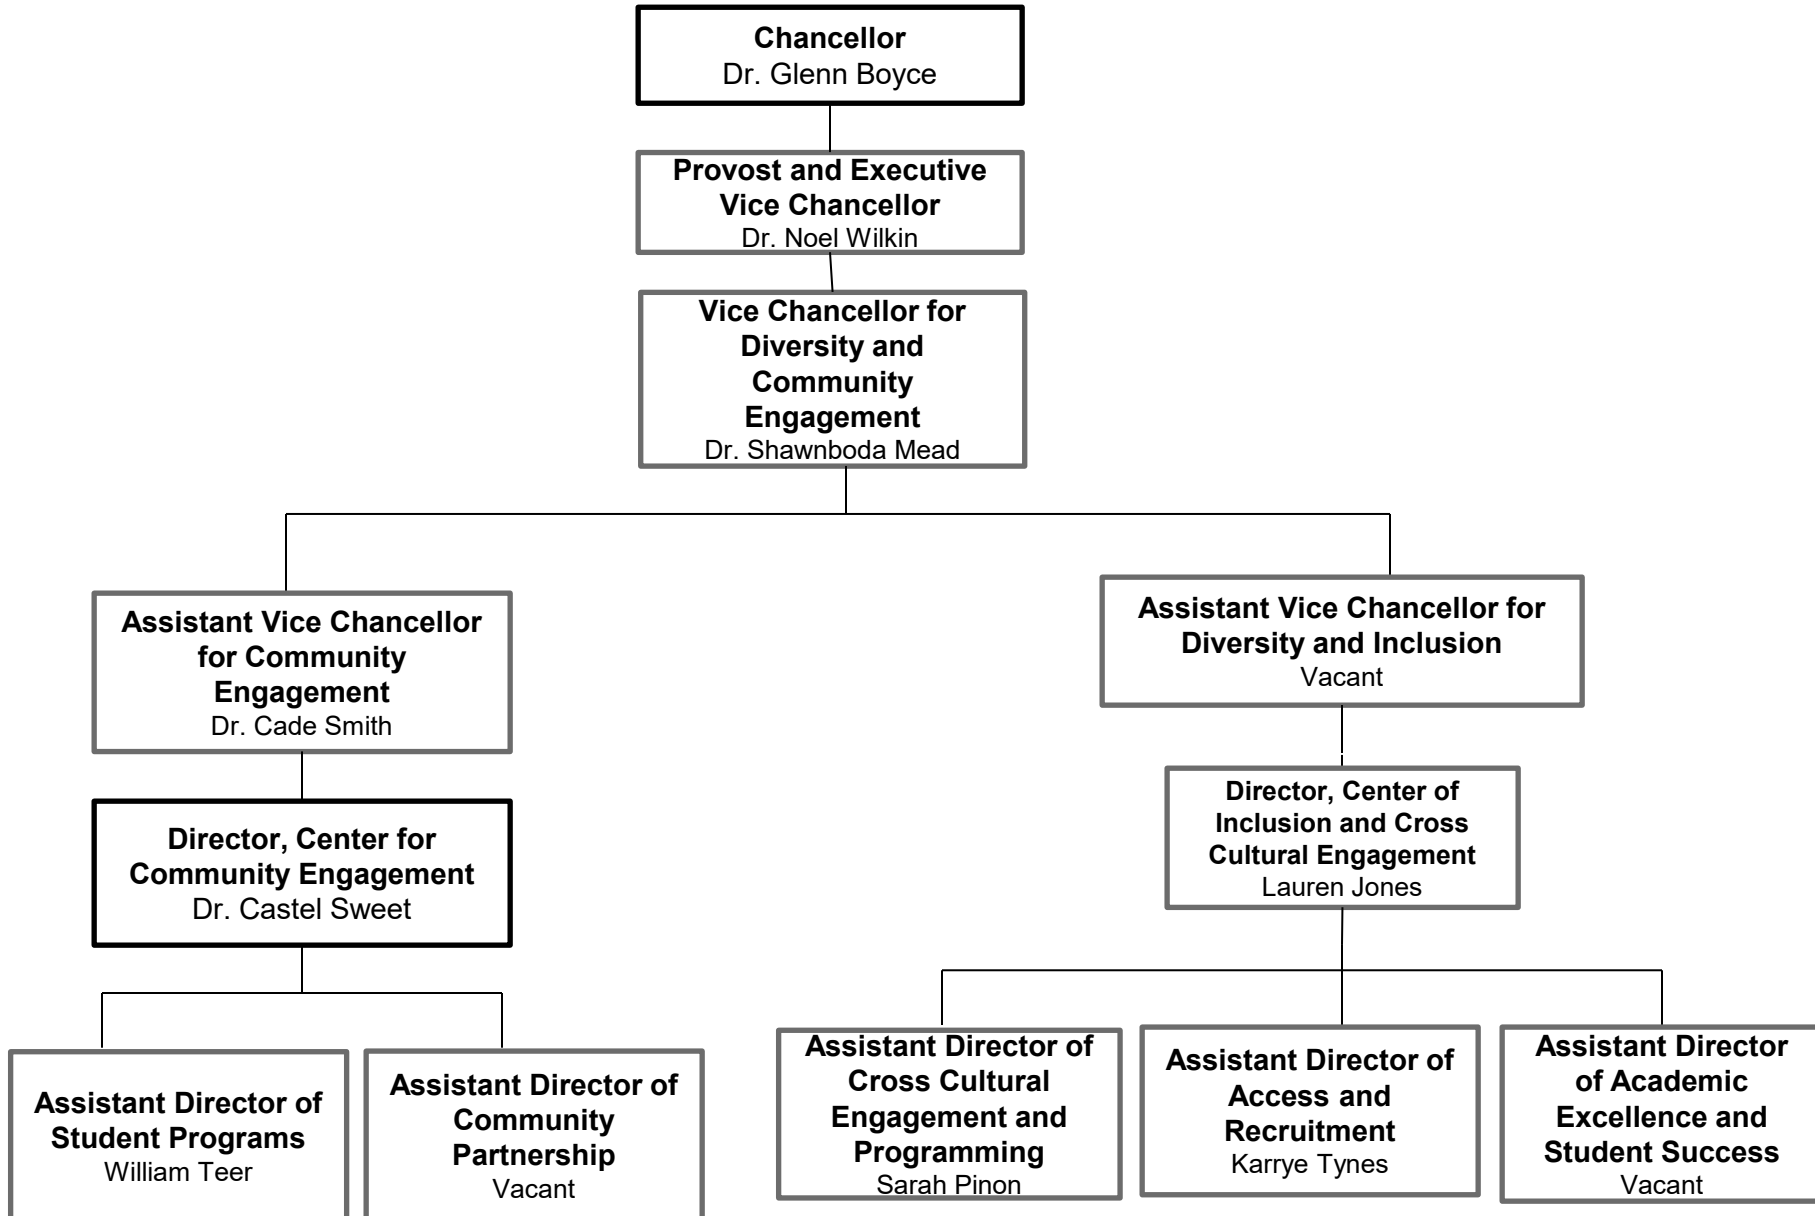 Chancellor
Dr. Glenn Boyce
Provost and Executive
Vice Chancellor
Dr. Noel Wilkin
Vice Chancellor for
Diversity and
Community
Engagement
Dr. Shawnboda Mead
Assistant Vice Chancellor
for Community
Engagement
Dr. Cade Smith
Assistant Vice Chancellor for
Diversity and Inclusion
Vacant
Director, Center for
Community Engagement
Dr. Castel Sweet
Director, Center of
Inclusion and Cross
Cultural Engagement
Lauren Jones
Assistant Director of
Student Programs
William Teer
Assistant Director of
Community
Partnership
Vacant
Assistant Director of
Cross Cultural
Engagement and
Programming
Sarah Pinon
Assistant Director of
Access and
Recruitment
Karrye Tynes
Assistant Director
of Academic
Excellence and
Student Success
Vacant